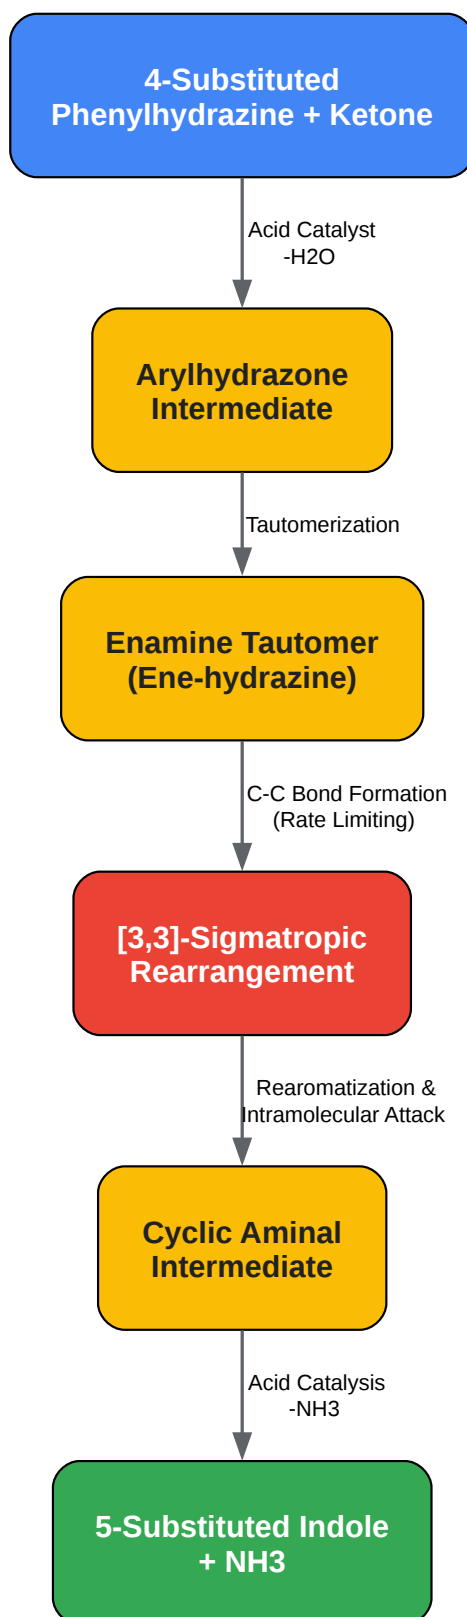 4-Substituted
Phenylhydrazine + Ketone
Acid Catalyst
-H2O
Arylhydrazone
Intermediate
Tautomerization
Enamine Tautomer
(Ene-hydrazine)
C-C Bond Formation
(Rate Limiting)
[3,3]-Sigmatropic
Rearrangement
Rearomatization &
Intramolecular Attack
Cyclic Aminal
Intermediate
Acid Catalysis
-NH3
5-Substituted Indole
+ NH3